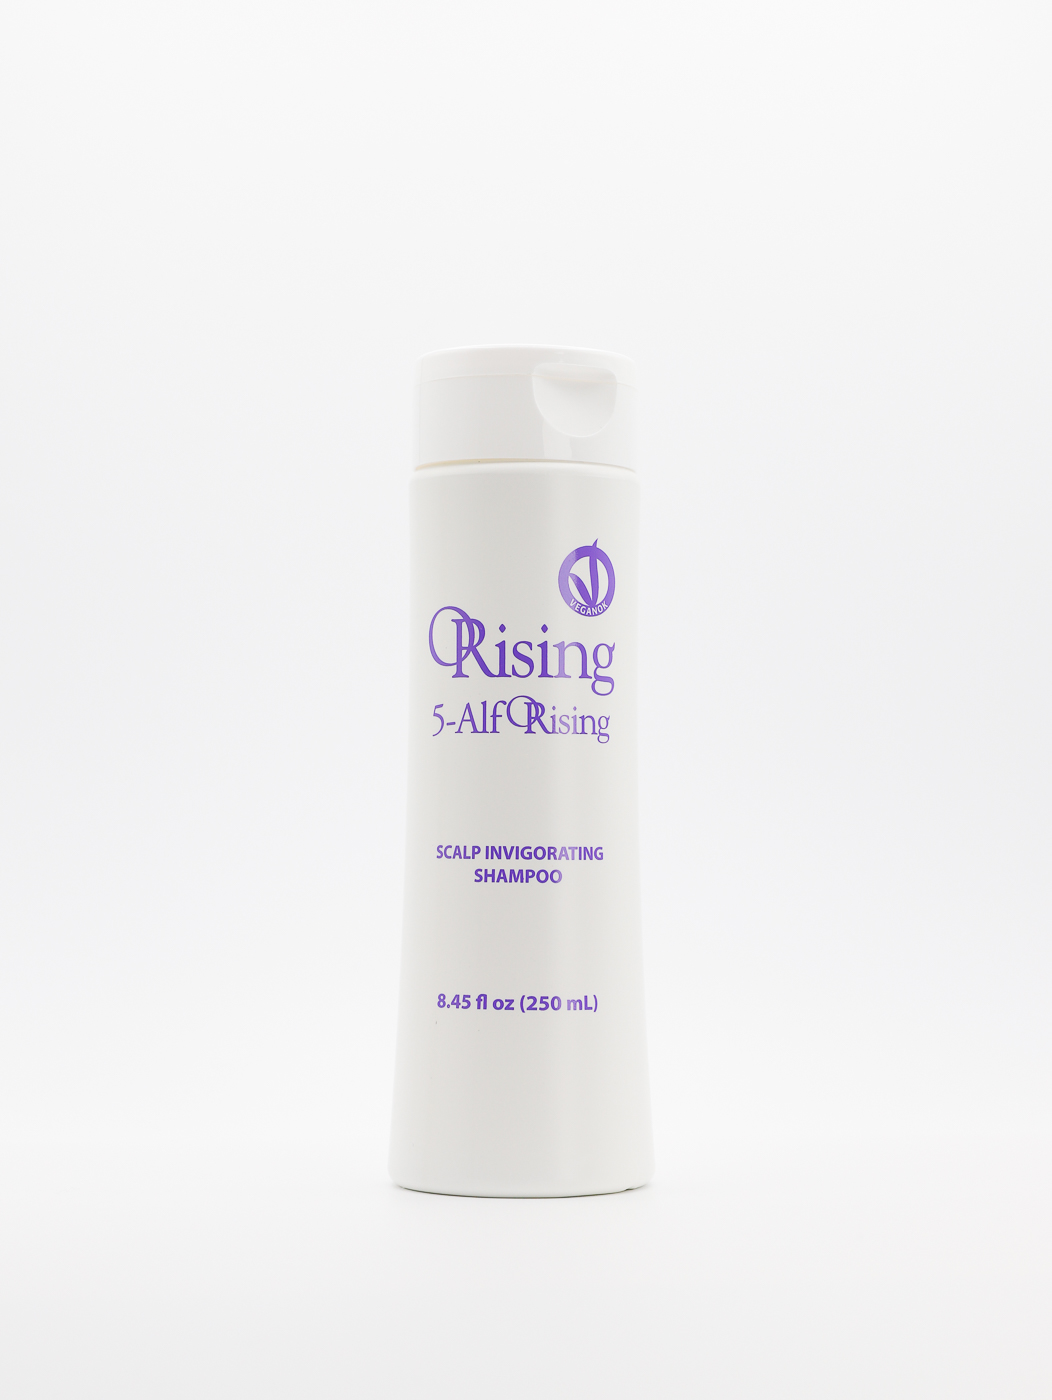 VEGANOK
ORising
5-AlfORising
SCALP INVIGORATING
SHAMPOO
8.45 fl oz (250 mL)